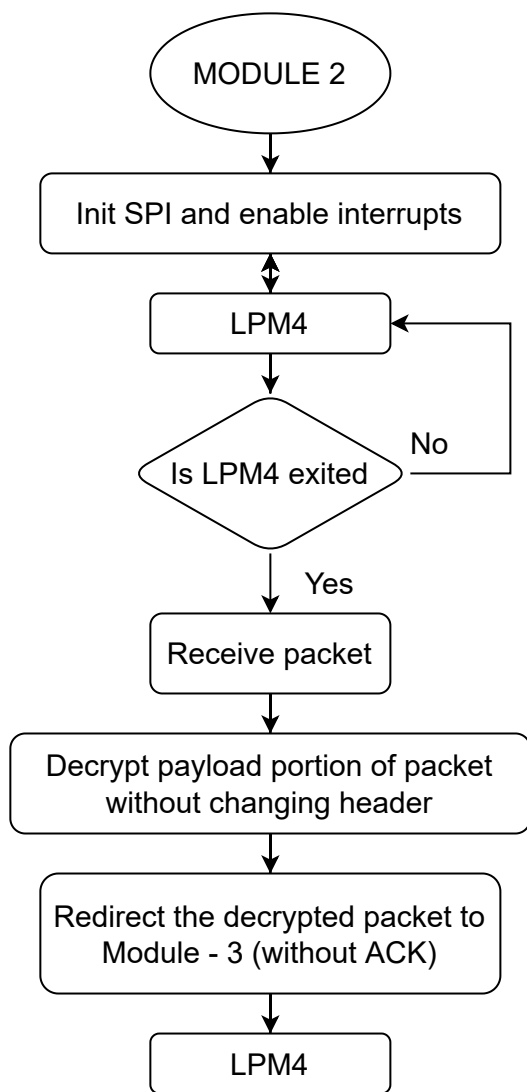 MODULE 2
Init SPI and enable interrupts
LPM4
Is LPM4 exited
No
Yes
Receive packet
Decrypt payload portion of packet
without changing header
Redirect the decrypted packet to
Module - 3 (without ACK)
LPM4